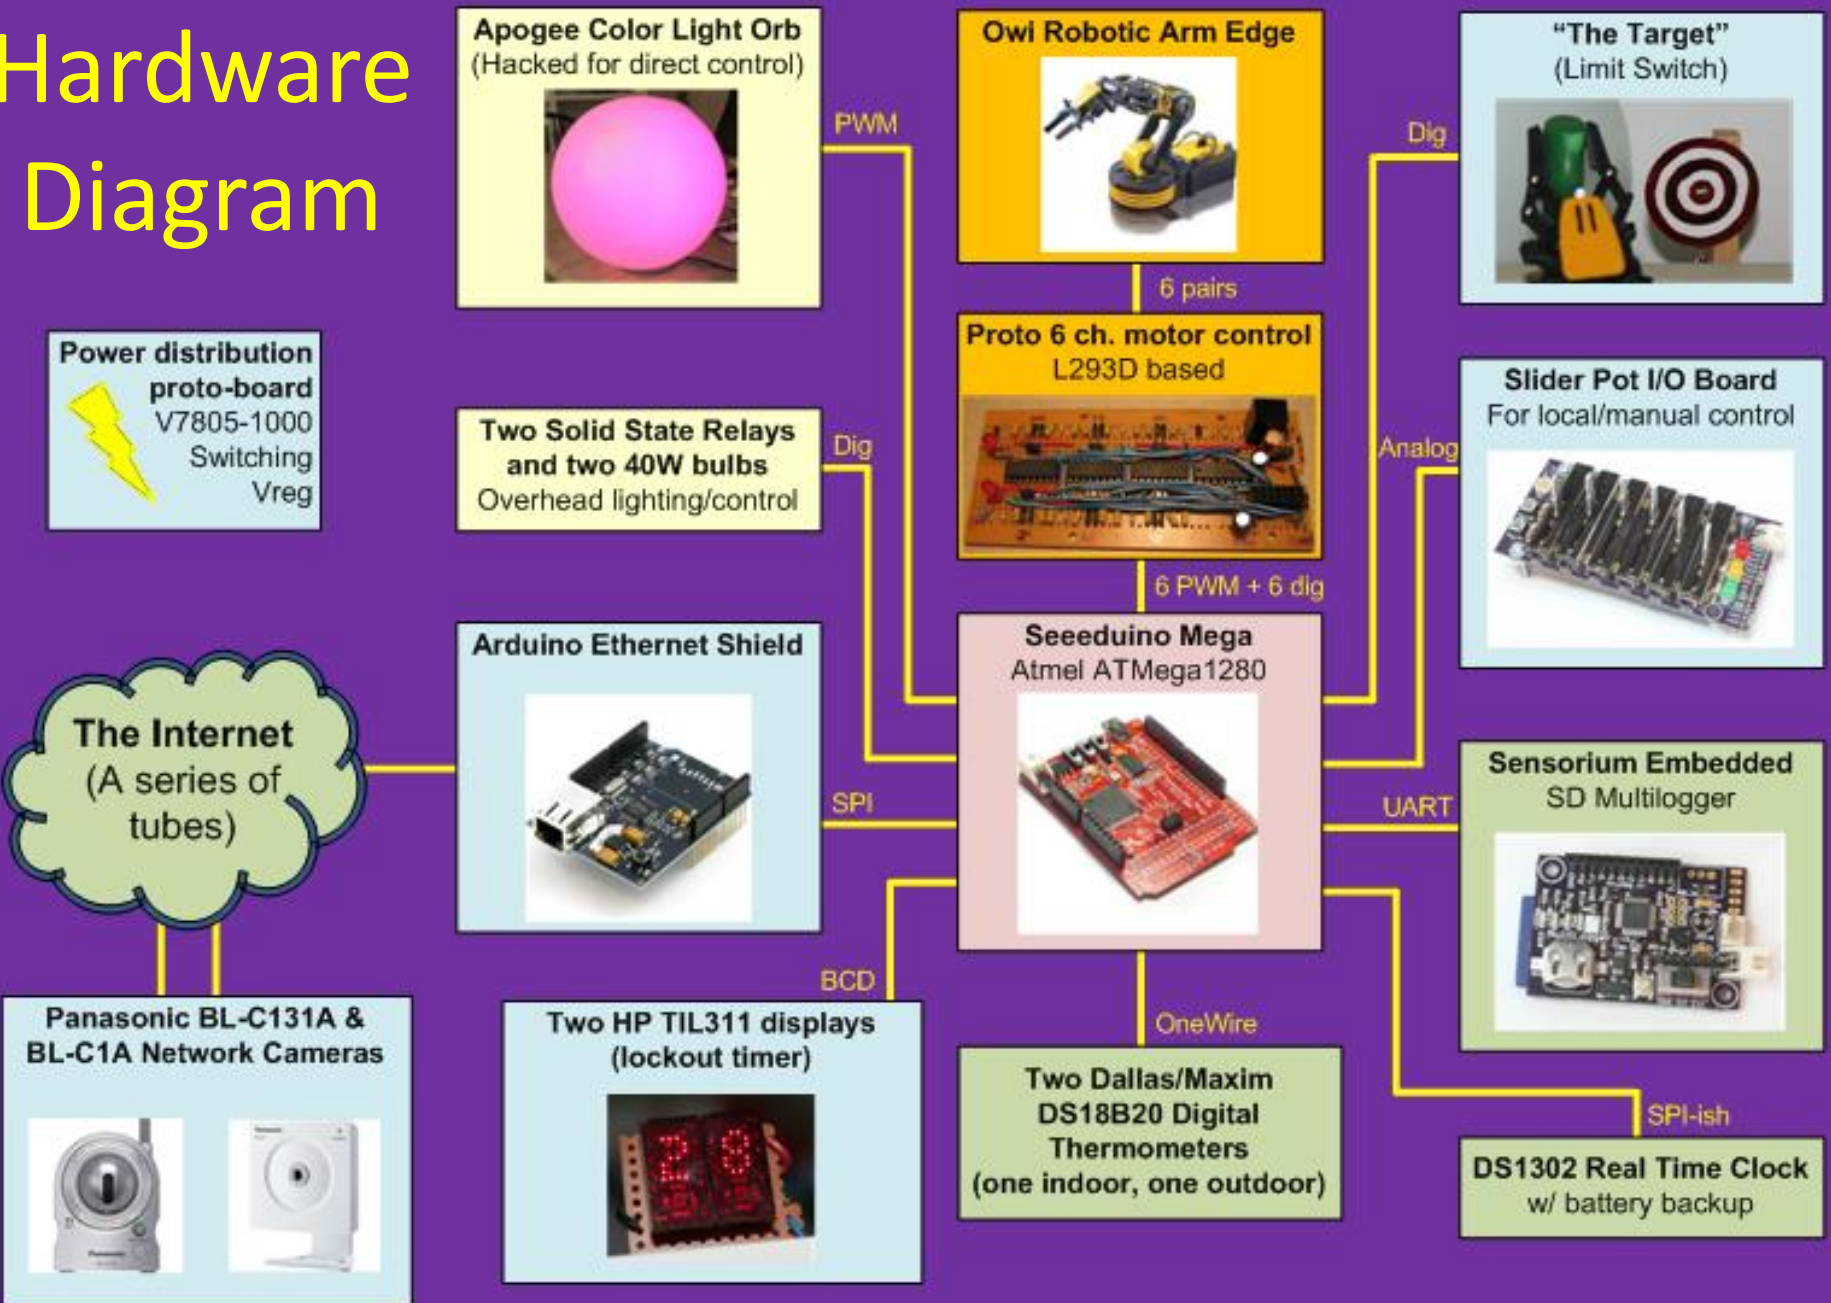 Hardware
Diagram
Apogee Color Light Orb
(Hacked for direct control)
PWM
Owi Robotic Arm Edge
6 pairs
"The Target"
(Limit Switch)
Dig
Power distribution
proto-board
V7805-1000
Switching
Vreg
Two Solid State Relays
and two 40W bulbs
Overhead lighting/control
Dig
Proto 6 ch. motor control
L293D based
6 PWM + 6 dig
Slider Pot I/O Board
For local/manual control
Analog
The Internet
(A series of
tubes)
Arduino Ethernet Shield
SPI
Seeeduino Mega
Atmel ATMega1280
UART
Sensorium Embedded
SD Multilogger
Panasonic BL-C131A &
BL-C1A Network Cameras
Panasonic
Panasonic
BCD
Two HP TIL311 displays
(lockout timer)
28
OneWire
Two Dallas/Maxim
DS18B20 Digital
Thermometers
(one indoor, one outdoor)
SPI-ish
DS1302 Real Time Clock
w/ battery backup